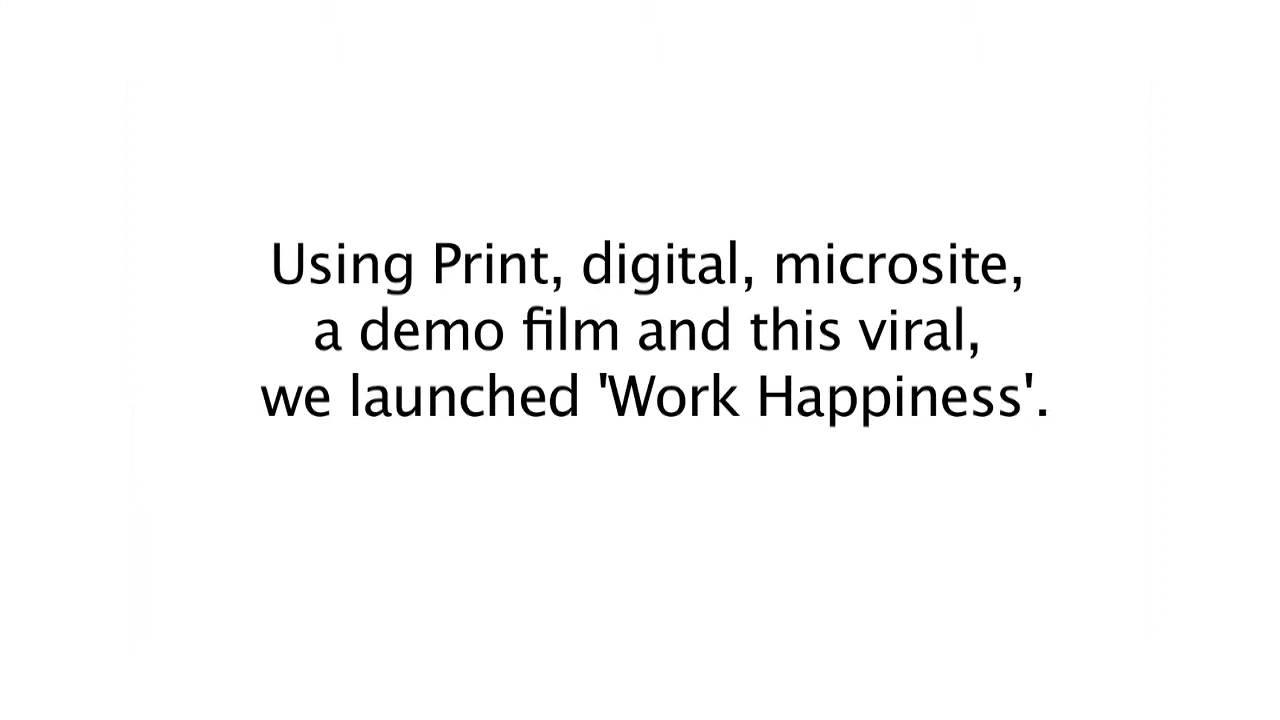 Using Print, digital, microsite,
a demo film and this viral,
we launched 'Work Happiness'.